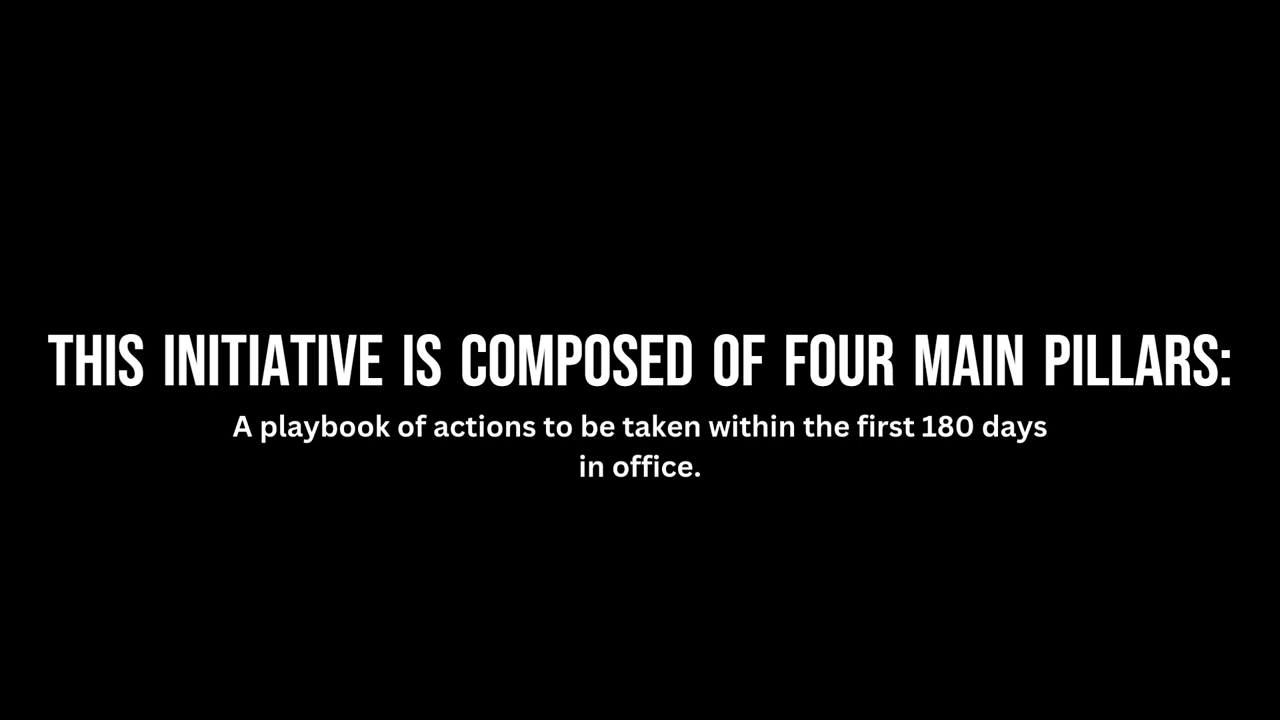 THIS INITIATIVE IS COMPOSED OF FOUR MAIN PILLARS:
A playbook of actions to be taken within the first 180 days
in office.